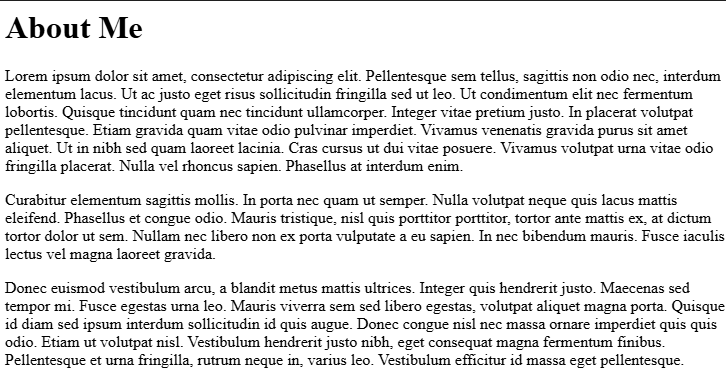 About Me
Lorem ipsum dolor sit amet, consectetur adipiscing elit. Pellentesque sem tellus, sagittis non odio nec, interdum
elementum lacus. Ut ac justo eget risus sollicitudin fringilla sed ut leo. Ut condimentum elit nec fermentum
lobortis. Quisque tincidunt quam nec tincidunt ullamcorper. Integer vitae pretium justo. In placerat volutpat
pellentesque. Etiam gravida quam vitae odio pulvinar imperdiet. Vivamus venenatis gravida purus sit amet
aliquet. Ut in nibh sed quam laoreet lacinia. Cras cursus ut dui vitae posuere. Vivamus volutpat urna vitae odio
fringilla placerat. Nulla vel rhoncus sapien. Phasellus at interdum enim.
Curabitur elementum sagittis mollis. In porta nec quam ut semper. Nulla volutpat neque quis lacus mattis
eleifend. Phasellus et congue odio. Mauris tristique, nisl quis porttitor porttitor, tortor ante mattis ex, at dictum
tortor dolor ut sem. Nullam nec libero non ex porta vulputate a eu sapien. In nec bibendum mauris. Fusce iaculis
lectus vel magna laoreet gravida.
Donec euismod vestibulum arcu, a blandit metus mattis ultrices. Integer quis hendrerit justo. Maecenas sed
tempor mi. Fusce egestas urna leo. Mauris viverra sem sed libero egestas, volutpat aliquet magna porta. Quisque
id diam sed ipsum interdum sollicitudin id quis augue. Donec congue nisl nec massa ornare imperdiet quis quis
odio. Etiam ut volutpat nisl. Vestibulum hendrerit justo nibh, eget consequat magna fermentum finibus.
Pellentesque et urna fringilla, rutrum neque in, varius leo. Vestibulum efficitur id massa eget pellentesque.